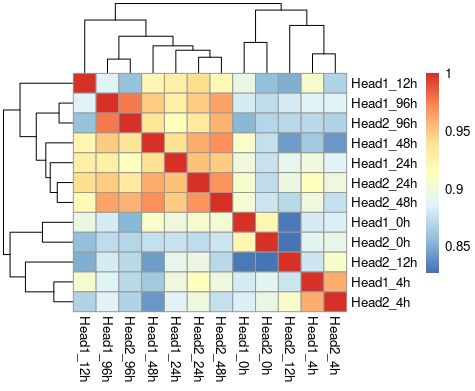 Head1_12h
Head1_96h
Head2_96h
Head1_48h
Head1_24h
Head2_24h
Head2_48h
Head1_0h
Head2_0h
Head2_12h
Head1_4h
Head2_4h
1
0.95
0.9
0.85
Head1_12h
Head1_96h
Head2_96h
Head1_48h
Head1_24h
Head2_24h
Head2_48h
Head1_0h
Head2_0h
Head2_12h
Head1_4h
Head2_4h